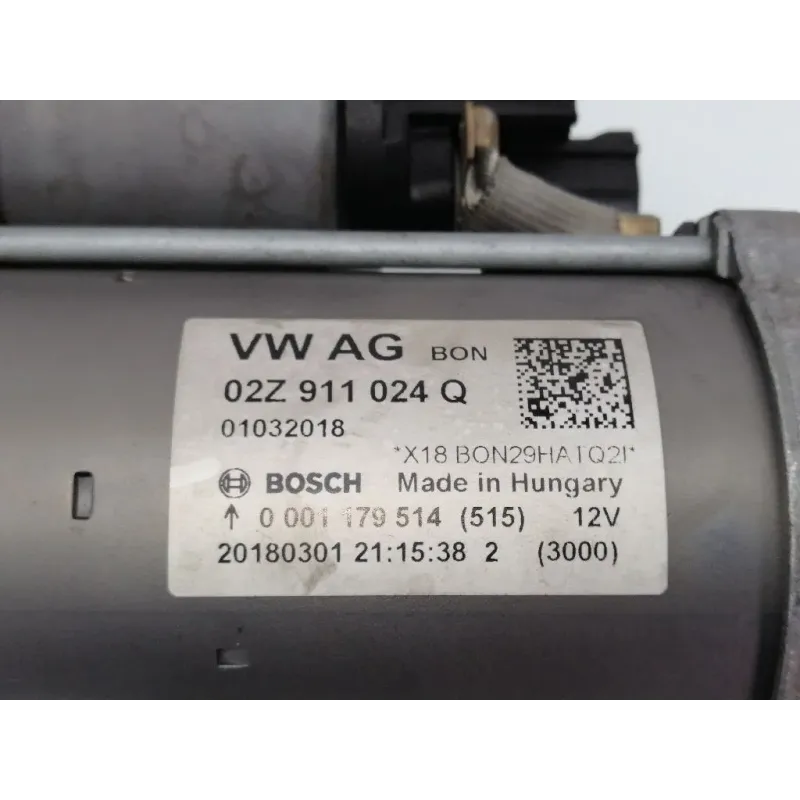 VW AG BON
02Z 911 024 Q
01032018
*X18 BON29HATQ2I*
BOSCH Made in Hungary
↑ 0 001 179 514 (515) 12V
20180301 21:15:38 2 (3000)